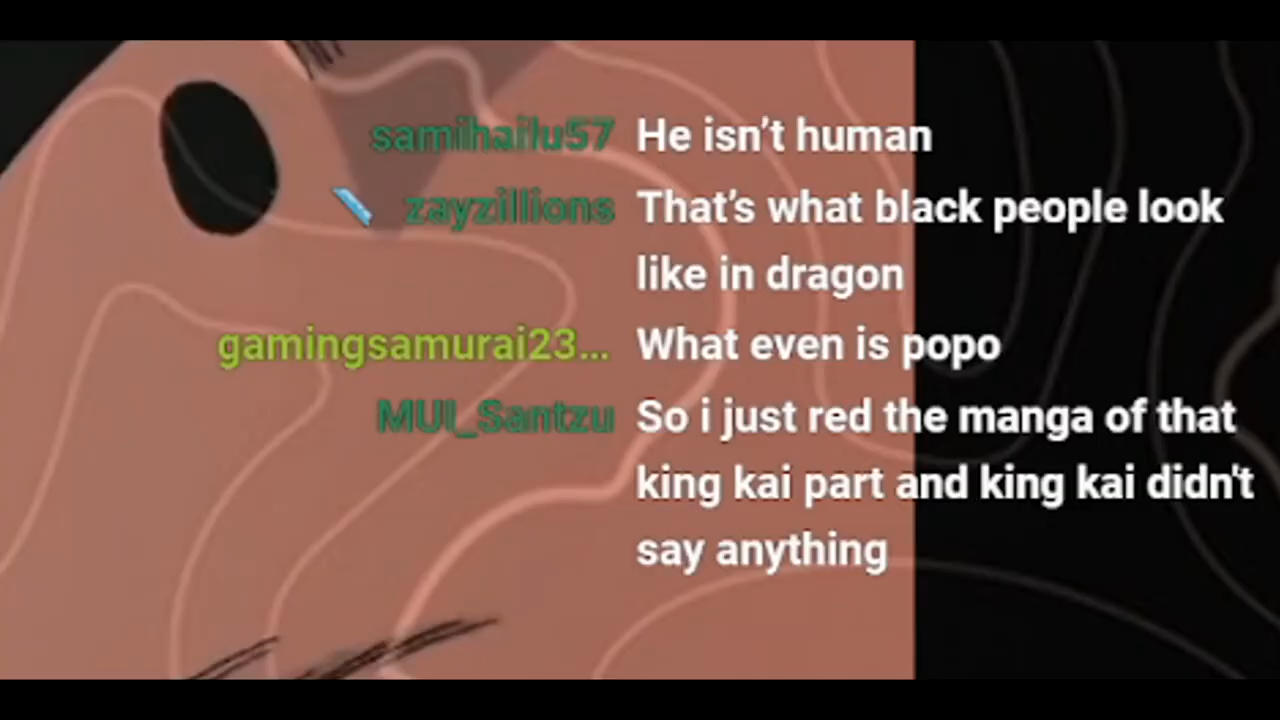 samihailu57 He isn’t human
zayzillions That’s what black people look
like in dragon
gamingsamurai23... What even is popo
MUI_Santzu So i just red the manga of that
king kai part and king kai didn't
say anything